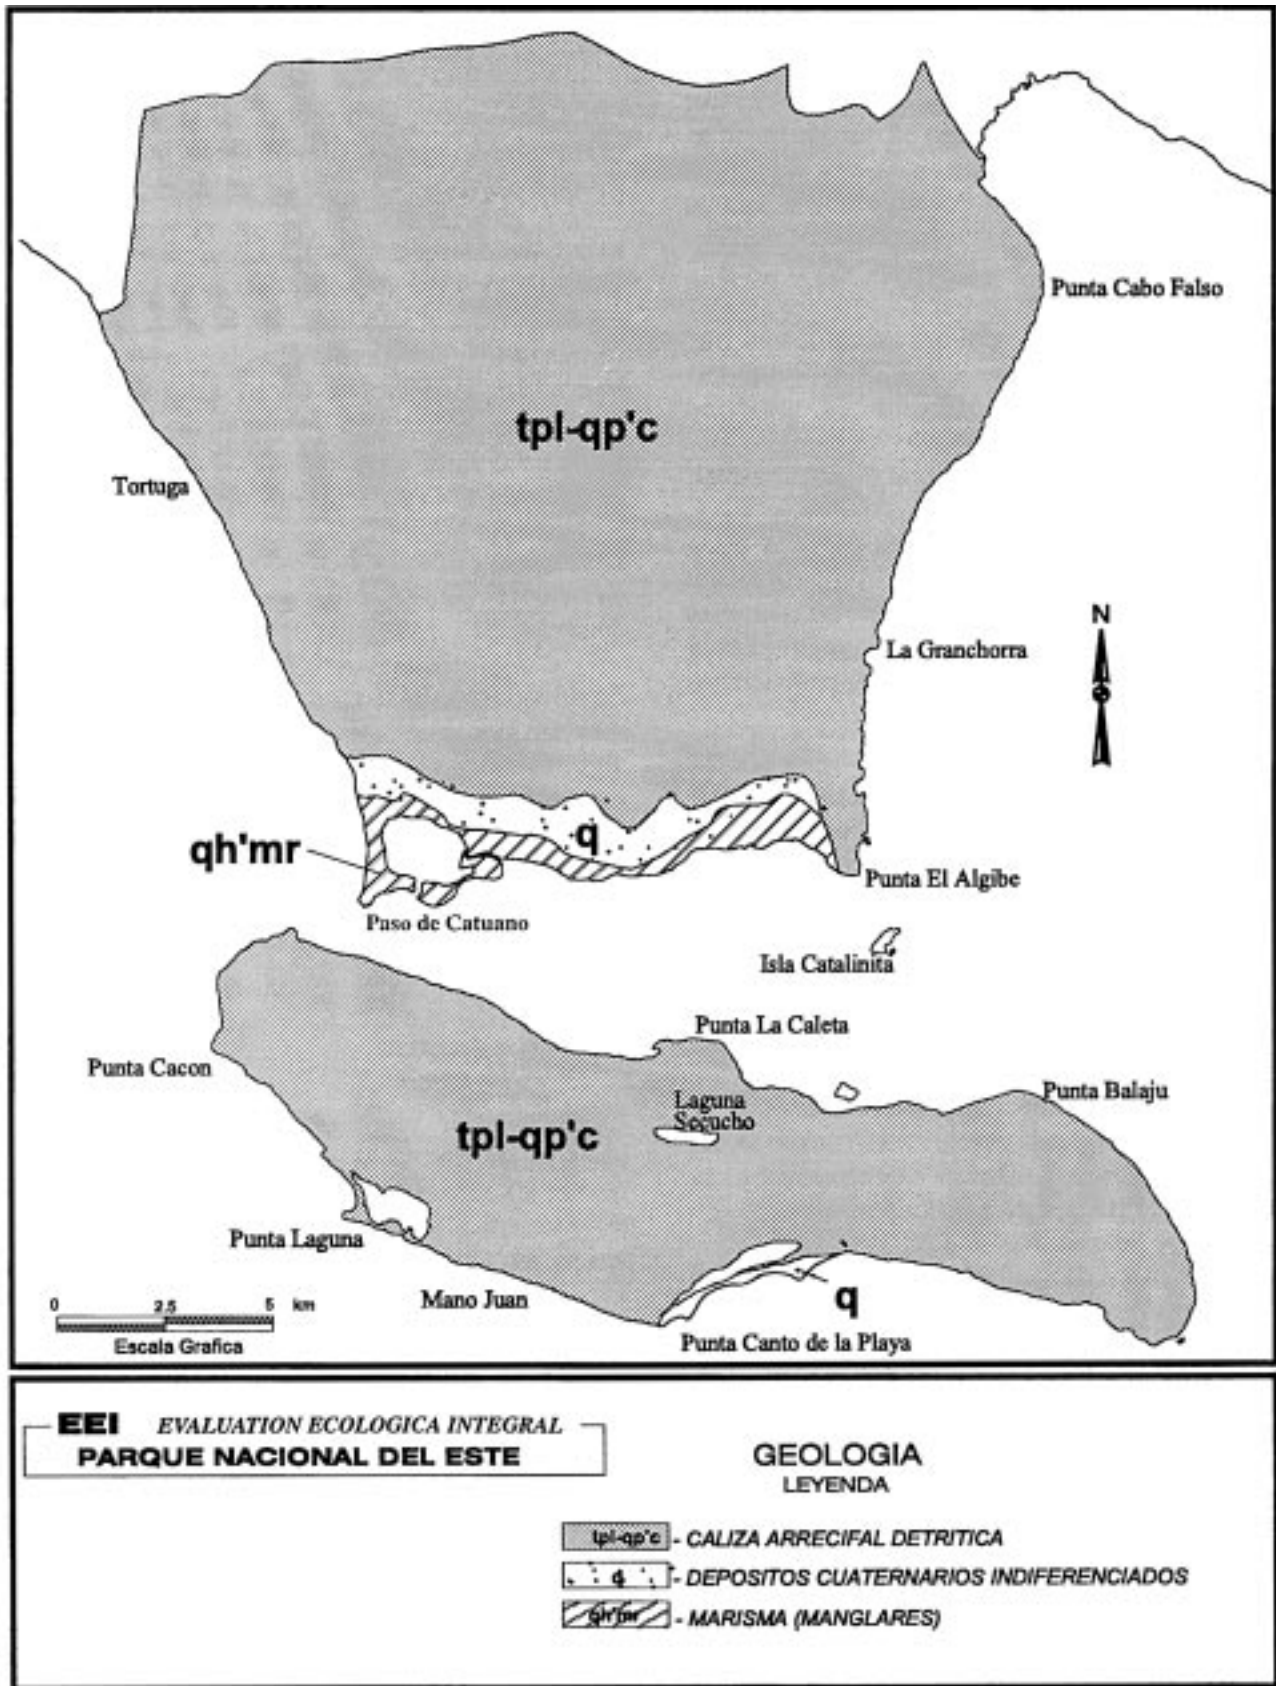 Punta Cabo Falso
tpl-qp'c
Tortuga
N
La Granchorra
q
qh'mr
Punta El Algibe
Paso de Catuano
Isla Catalinita
Punta La Caleta
Punta Cacon
Punta Balaju
Laguna
Secucho
tpl-qp'c
Punta Laguna
Mano Juan
q
0 2.5 5 km
Escala Grafica
Punta Canto de la Playa
EEI EVALUATION ECOLOGICA INTEGRAL
PARQUE NACIONAL DEL ESTE
GEOLOGIA
LEYENDA
tpl-qp'c - CALIZA ARRECIFAL DETRITICA
q - DEPOSITOS CUATERNARIOS INDIFERENCIADOS
qh'mr - MARISMA (MANGLARES)